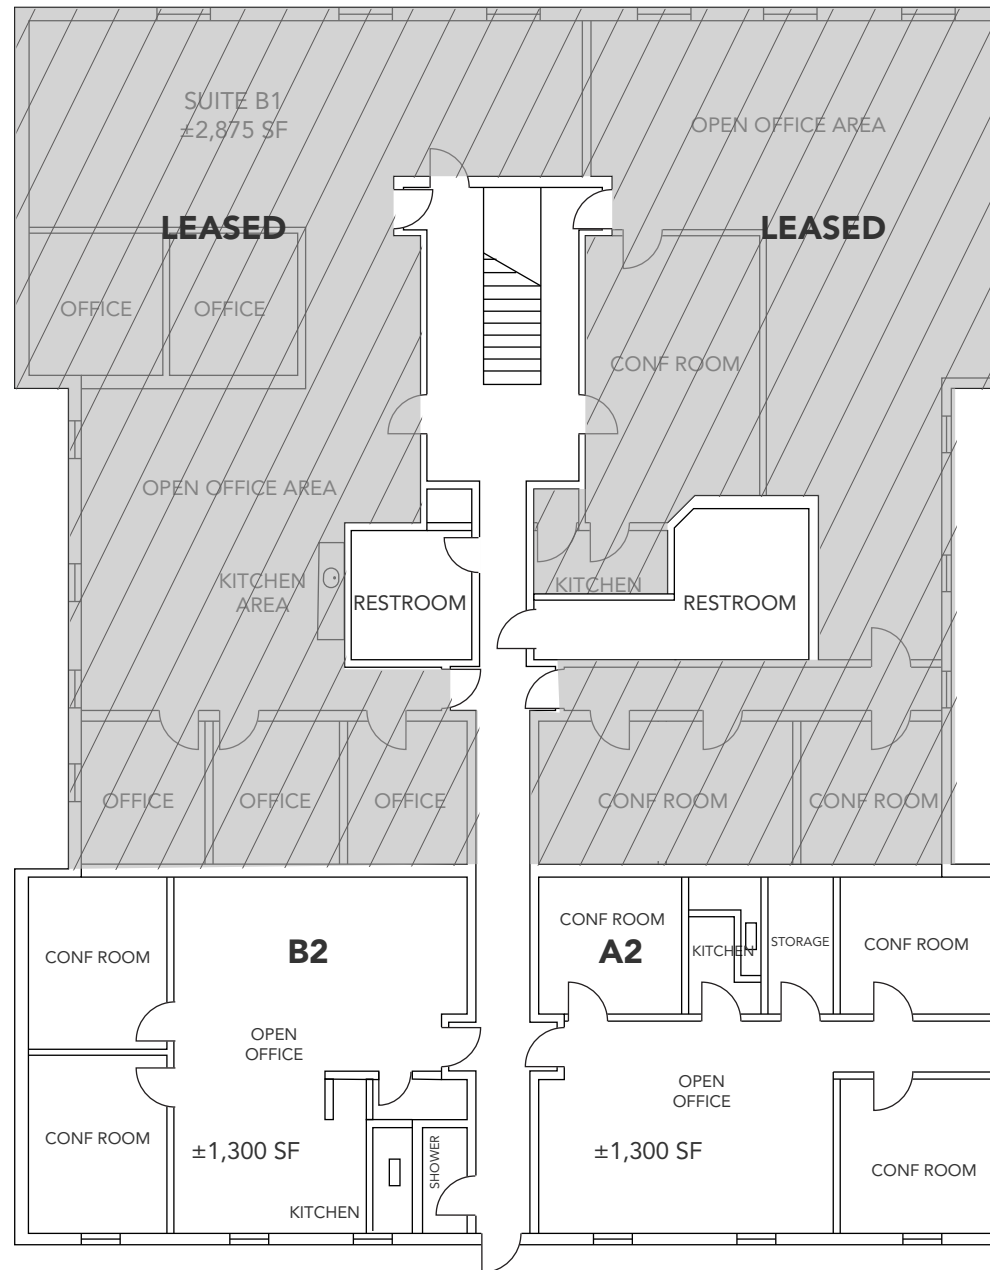 SUITE B1
±2,875 SF
OPEN OFFICE AREA
LEASED
LEASED
OFFICE
OFFICE
CONF ROOM
OPEN OFFICE AREA
KITCHEN
AREA
RESTROOM
KITCHEN
RESTROOM
OFFICE
OFFICE
OFFICE
CONF ROOM
CONF ROOM
CONF ROOM
B2
CONF ROOM
A2
KITCHEN
STORAGE
CONF ROOM
OPEN
OFFICE
OPEN
OFFICE
CONF ROOM
±1,300 SF
SHOWER
±1,300 SF
CONF ROOM
KITCHEN